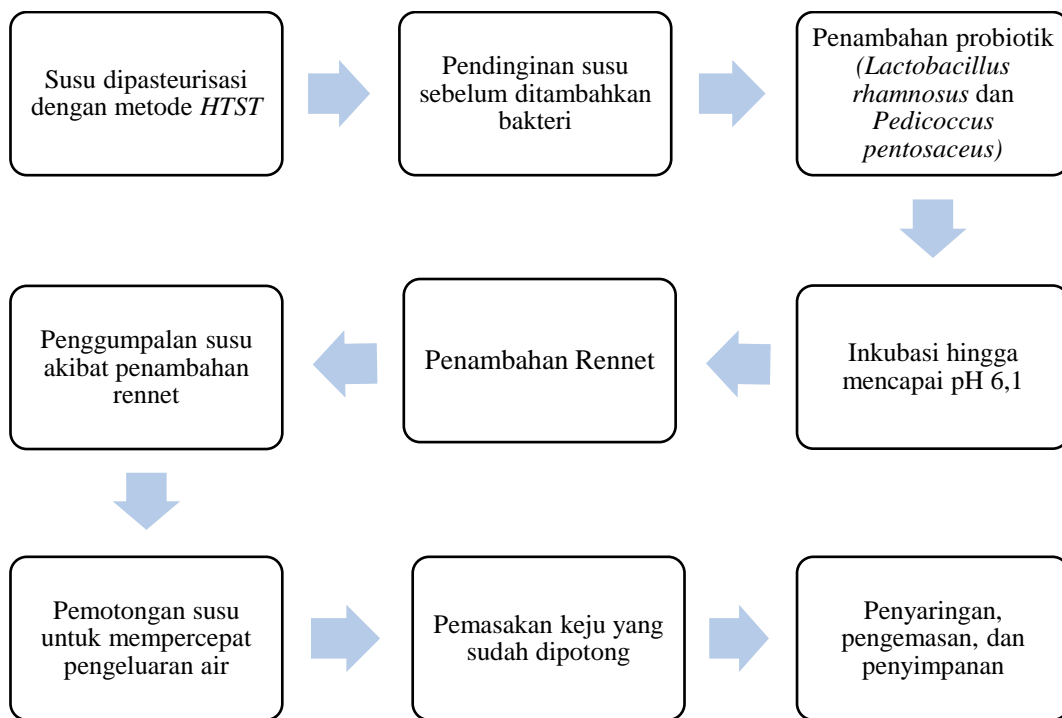 Susu dipasteurisasi
dengan metode HTST
Pendinginan susu
sebelum ditambahkan
bakteri
Penambahan probiotik
(Lactobacillus
rhamnosus dan
Pedicoccus
pentosaceus)
Inkubasi hingga
mencapai pH 6,1
Penambahan Rennet
Penggumpalan susu
akibat penambahan
rennet
Pemotongan susu
untuk mempercepat
pengeluaran air
Pemasakan keju yang
sudah dipotong
Penyaringan,
pengemasan, dan
penyimpanan